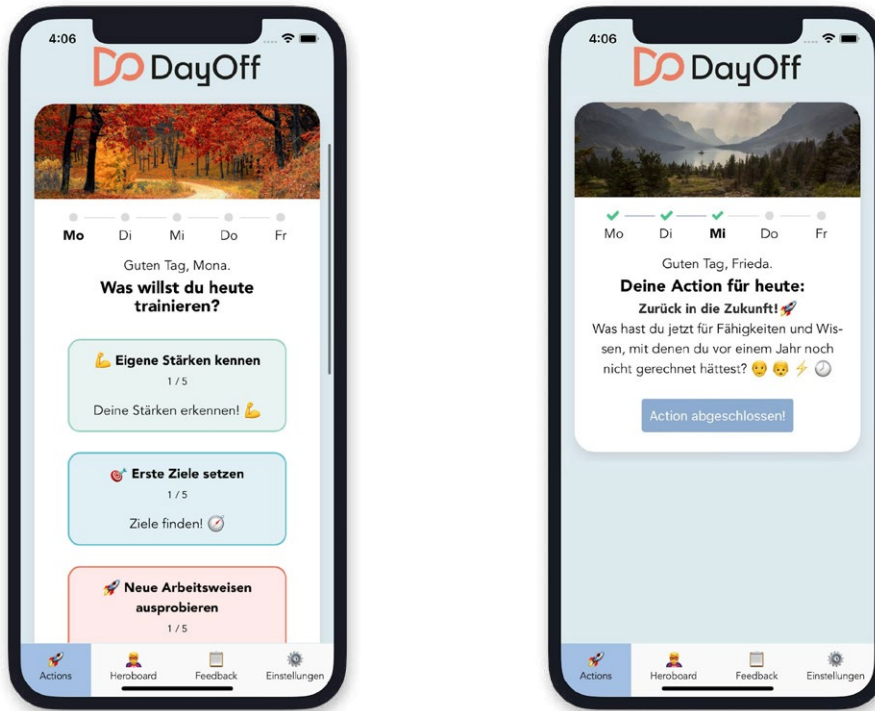 4:06
DayOff
Mo Di Mi Do Fr
Guten Tag, Mona.
Was willst du heute
trainieren?
💪 Eigene Stärken kennen
1 / 5
Deine Stärken erkennen! 💪
🎯 Erste Ziele setzen
1 / 5
Ziele finden! 🧭
🚀 Neue Arbeitsweisen
ausprobieren
1 / 5
Actions Heroboard Feedback Einstellungen
4:06
DayOff
Mo Di Mi Do Fr
Guten Tag, Frieda.
Deine Action für heute:
Zurück in die Zukunft!🚀
Was hast du jetzt für Fähigkeiten und Wis-
sen, mit denen du vor einem Jahr noch
nicht gerechnet hättest? 👨 👴 ⚡ 🕗
Action abgeschlossen!
Actions Heroboard Feedback Einstellungen